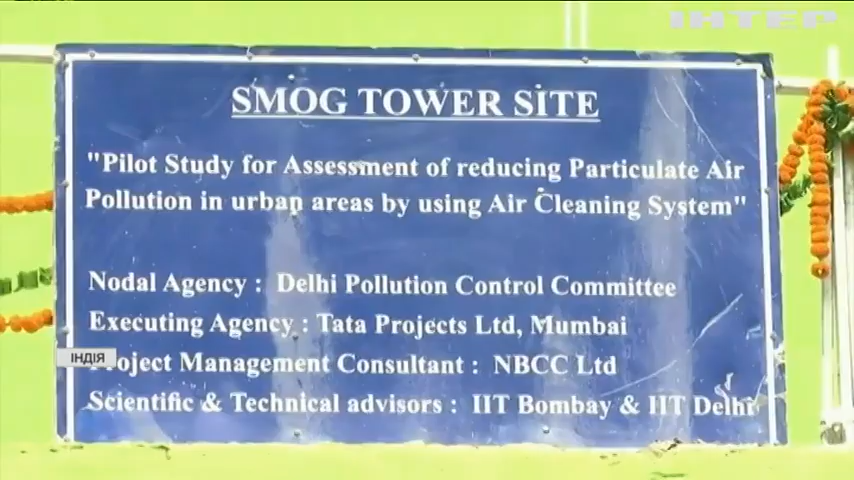 ІНТЕР
SMOG TOWER SITE
"Pilot Study for Assessment of reducing Particulate Air
Pollution in urban areas by using Air Cleaning System"
Nodal Agency : Delhi Pollution Control Committee
Executing Agency : Tata Projects Ltd, Mumbai
ІНДІЯ
Project Management Consultant : NBCC Ltd
Scientific & Technical advisors : IIT Bombay & IIT Delhi